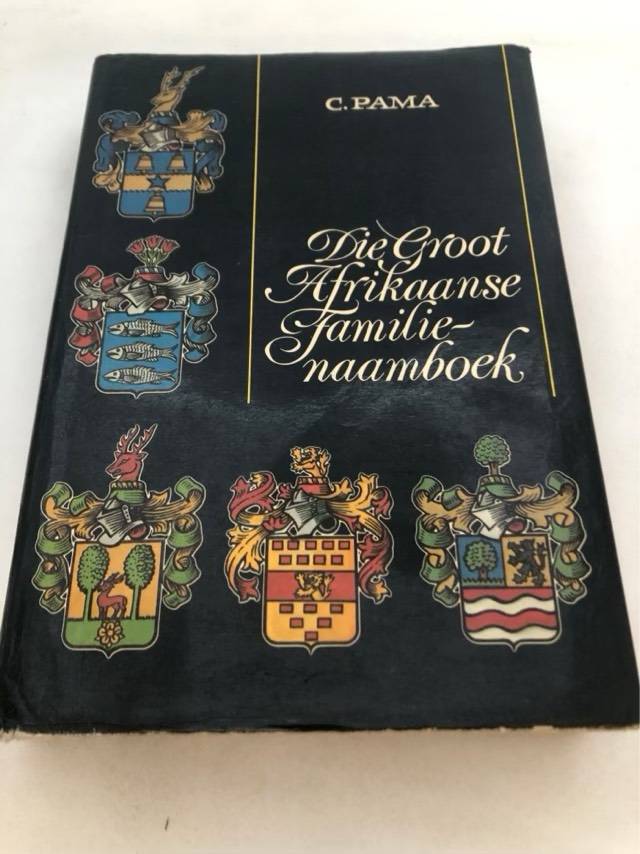 C. PAMA
Die Groot
Afrikaanse
Familie-
naamboek